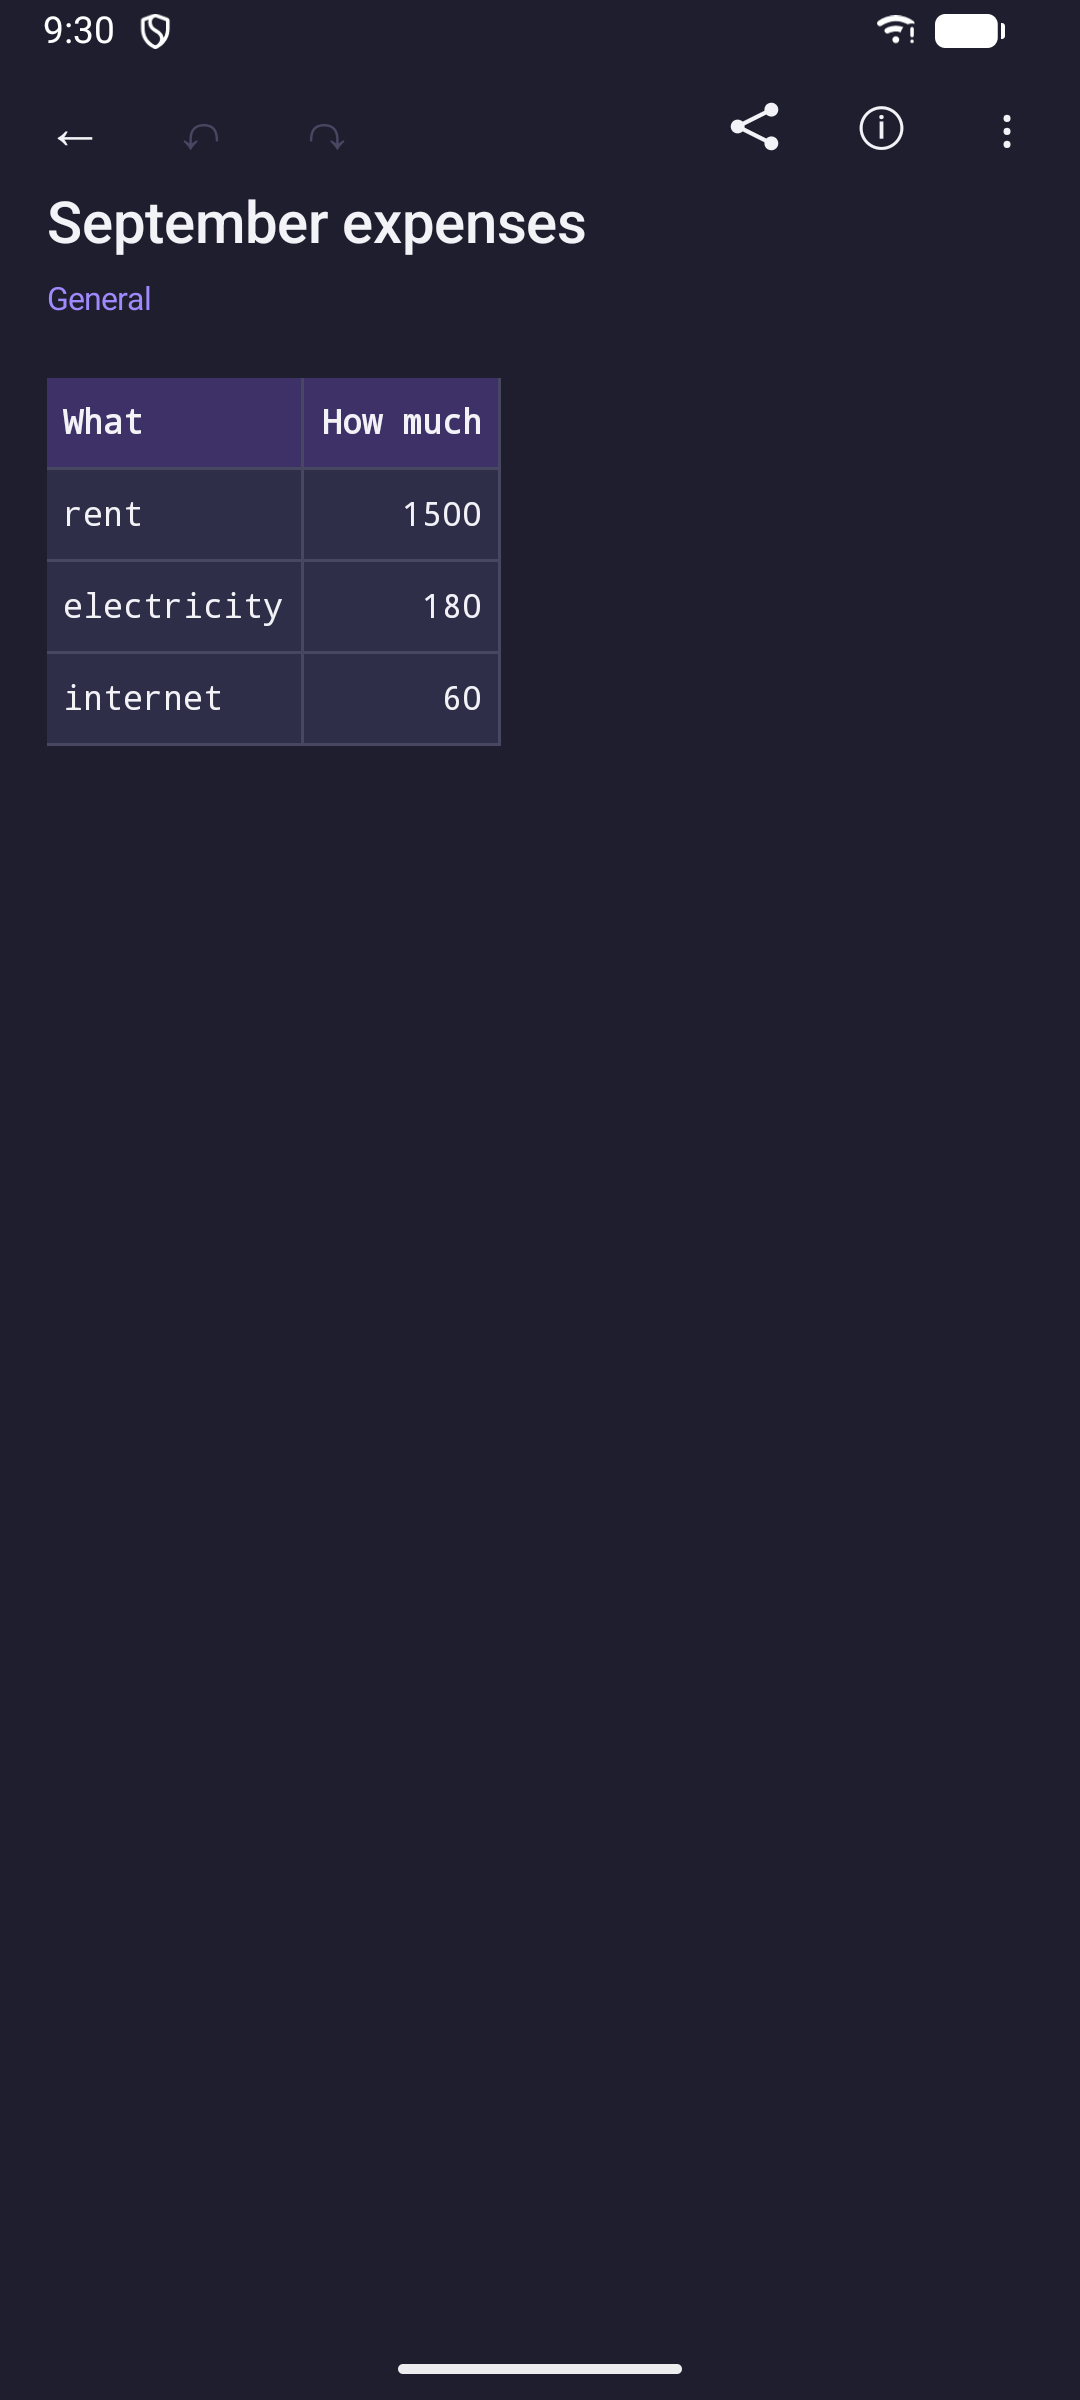 9:30
September expenses
General
What How much
rent 1500
electricity 180
internet 60